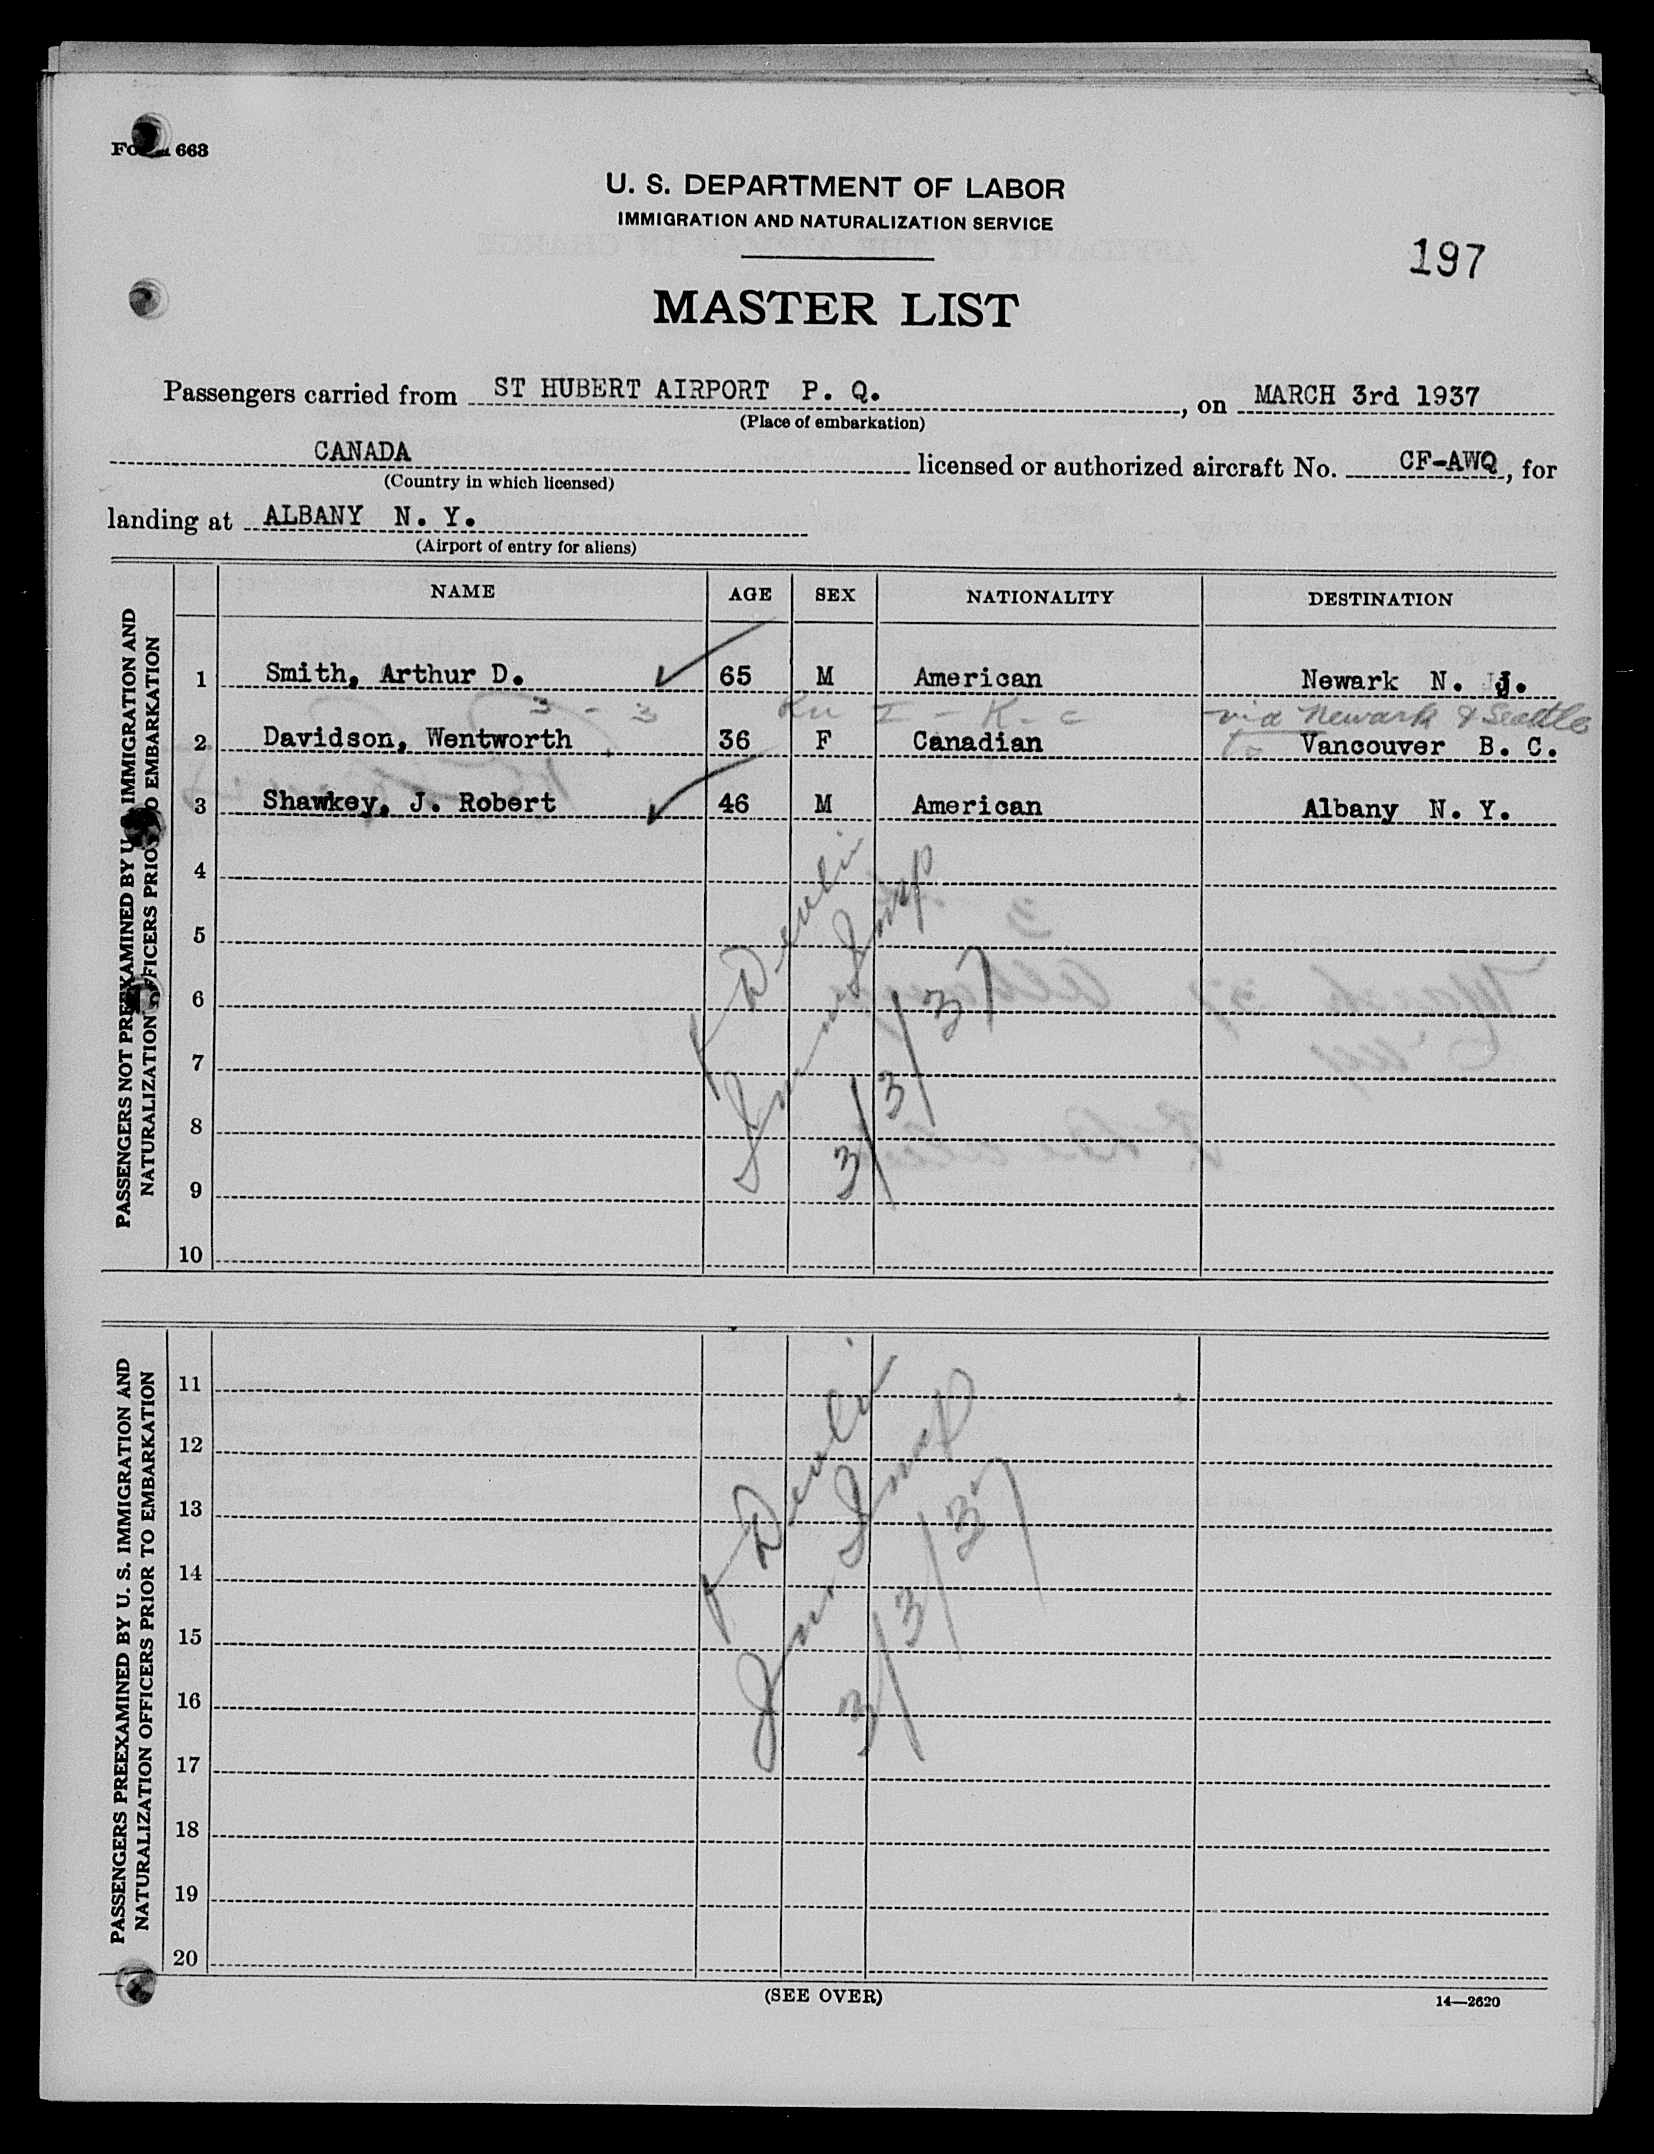 Form 663
U. S. DEPARTMENT OF LABOR
IMMIGRATION AND NATURALIZATION SERVICE
197
MASTER LIST
Passengers carried from ST HUBERT AIRPORT P. Q. , on MARCH 3rd 1937
(Place of embarkation)
CANADA licensed or authorized aircraft No. CF-AWQ, for
(Country in which licensed)
landing at ALBANY N. Y.
(Airport of entry for aliens)
NAME AGE SEX NATIONALITY DESTINATION
PASSENGERS NOT PREEXAMINED BY U. S. IMMIGRATION AND
NATURALIZATION OFFICERS PRIOR TO EMBARKATION
1 Smith, Arthur D. 65 M American Newark N. J.
3 - 3 via Newark & Seattle
2 Davidson, Wentworth 36 F Canadian to Vancouver B. C.
3 Shawkey, J. Robert 46 M American Albany N. Y.
4
5
6
7
8
9
10
Devlin
3/3/37
PASSENGERS PREEXAMINED BY U. S. IMMIGRATION AND
NATURALIZATION OFFICERS PRIOR TO EMBARKATION
11
12
13
14
15
16
17
18
19
20
Devlin
3/3/37
(SEE OVER)
14—2620